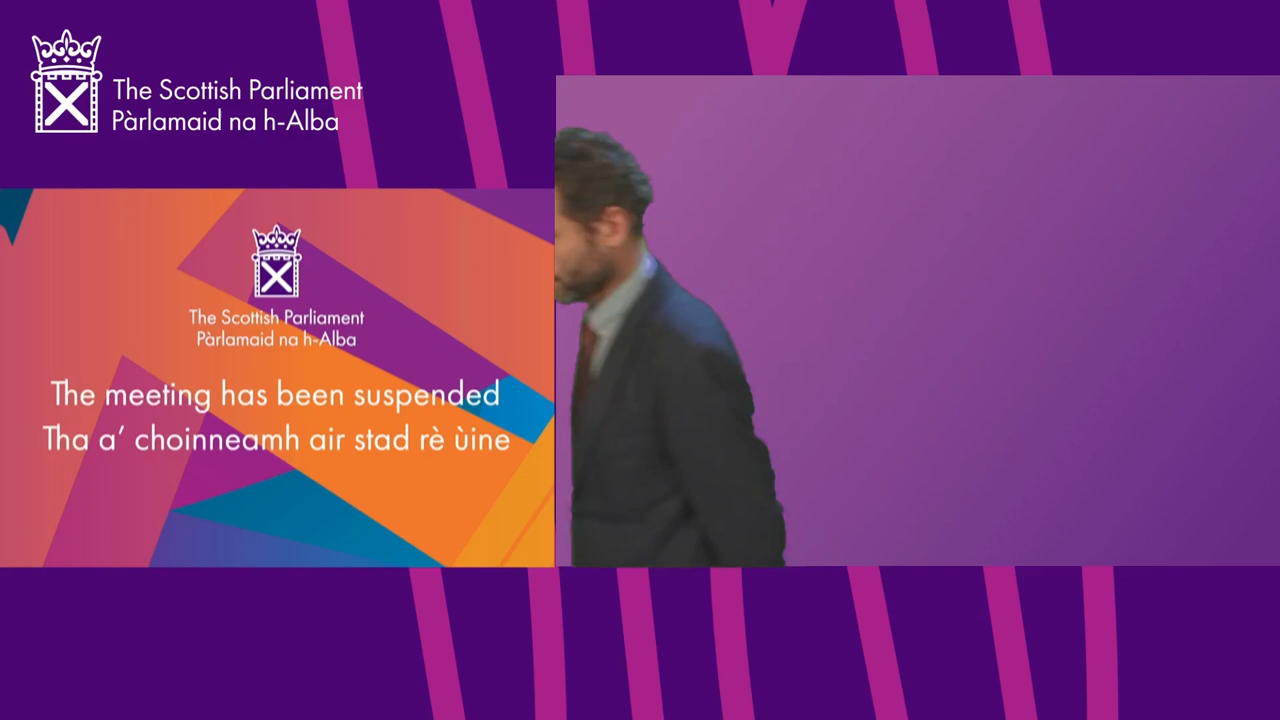 The Scottish Parliament
Pàrlamaid na h-Alba
The Scottish Parliament
Pàrlamaid na h-Alba
The meeting has been suspended
Tha a’ choinneamh air stad rè ùine